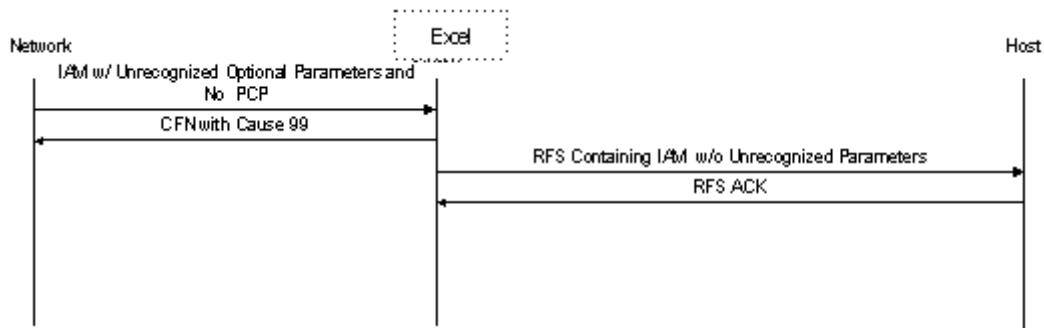 Excel
Network
Host
IAM w/ Unrecognized Optional Parameters and
No PCP
CFN with Cause 99
RFS Containing IAM w/o Unrecognized Parameters
RFS ACK